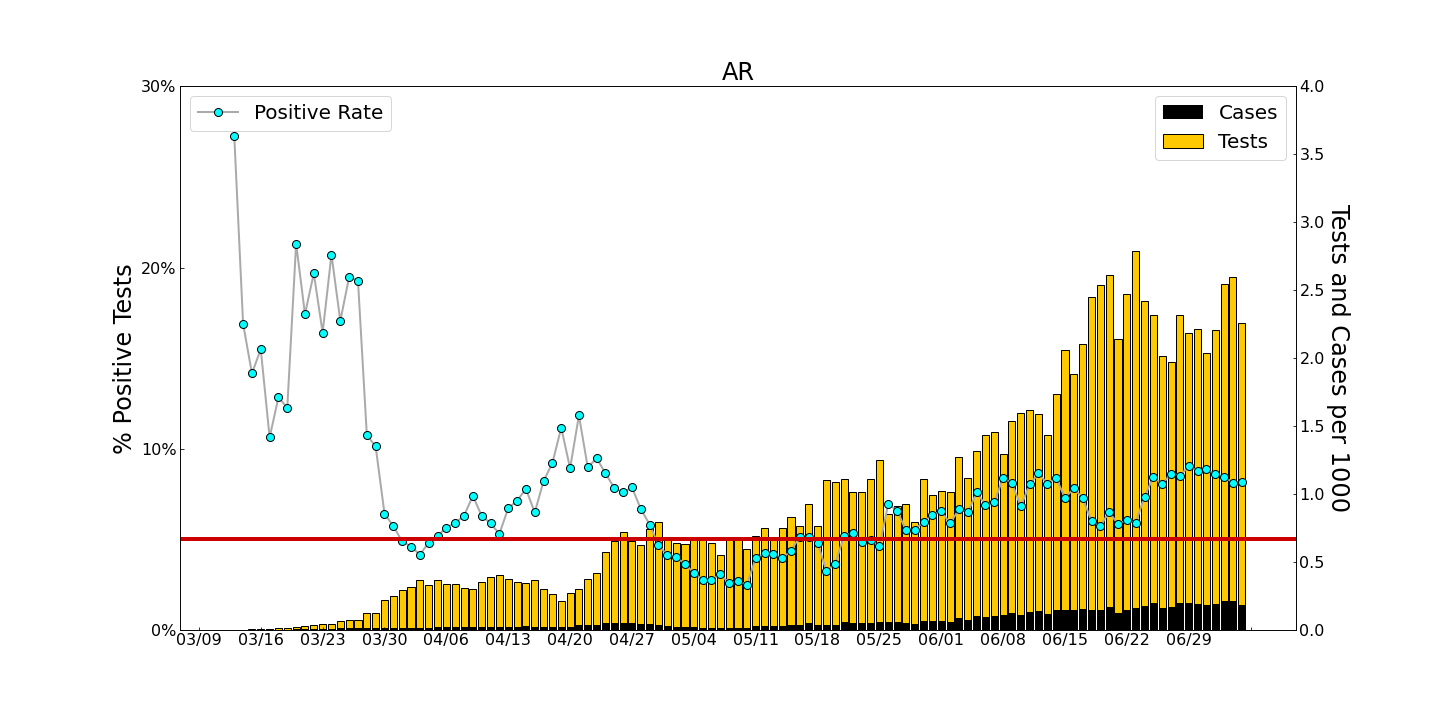 AR
Positive Rate
Cases
Tests
% Positive Tests
30%
20%
10%
0%
Tests and Cases per 1000
4.0
3.5
3.0
2.5
2.0
1.5
1.0
0.5
0.0
03/09 03/16 03/23 03/30 04/06 04/13 04/20 04/27 05/04 05/11 05/18 05/25 06/01 06/08 06/15 06/22 06/29